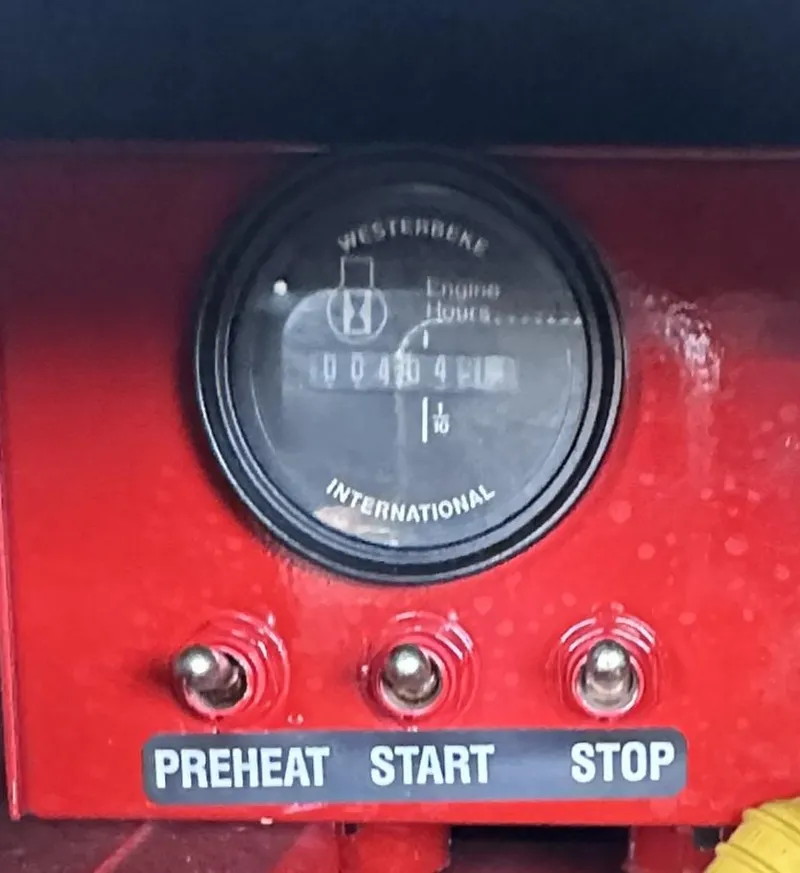 WESTERBEKE
Engine
Hours
1/10
INTERNATIONAL
PREHEAT START STOP